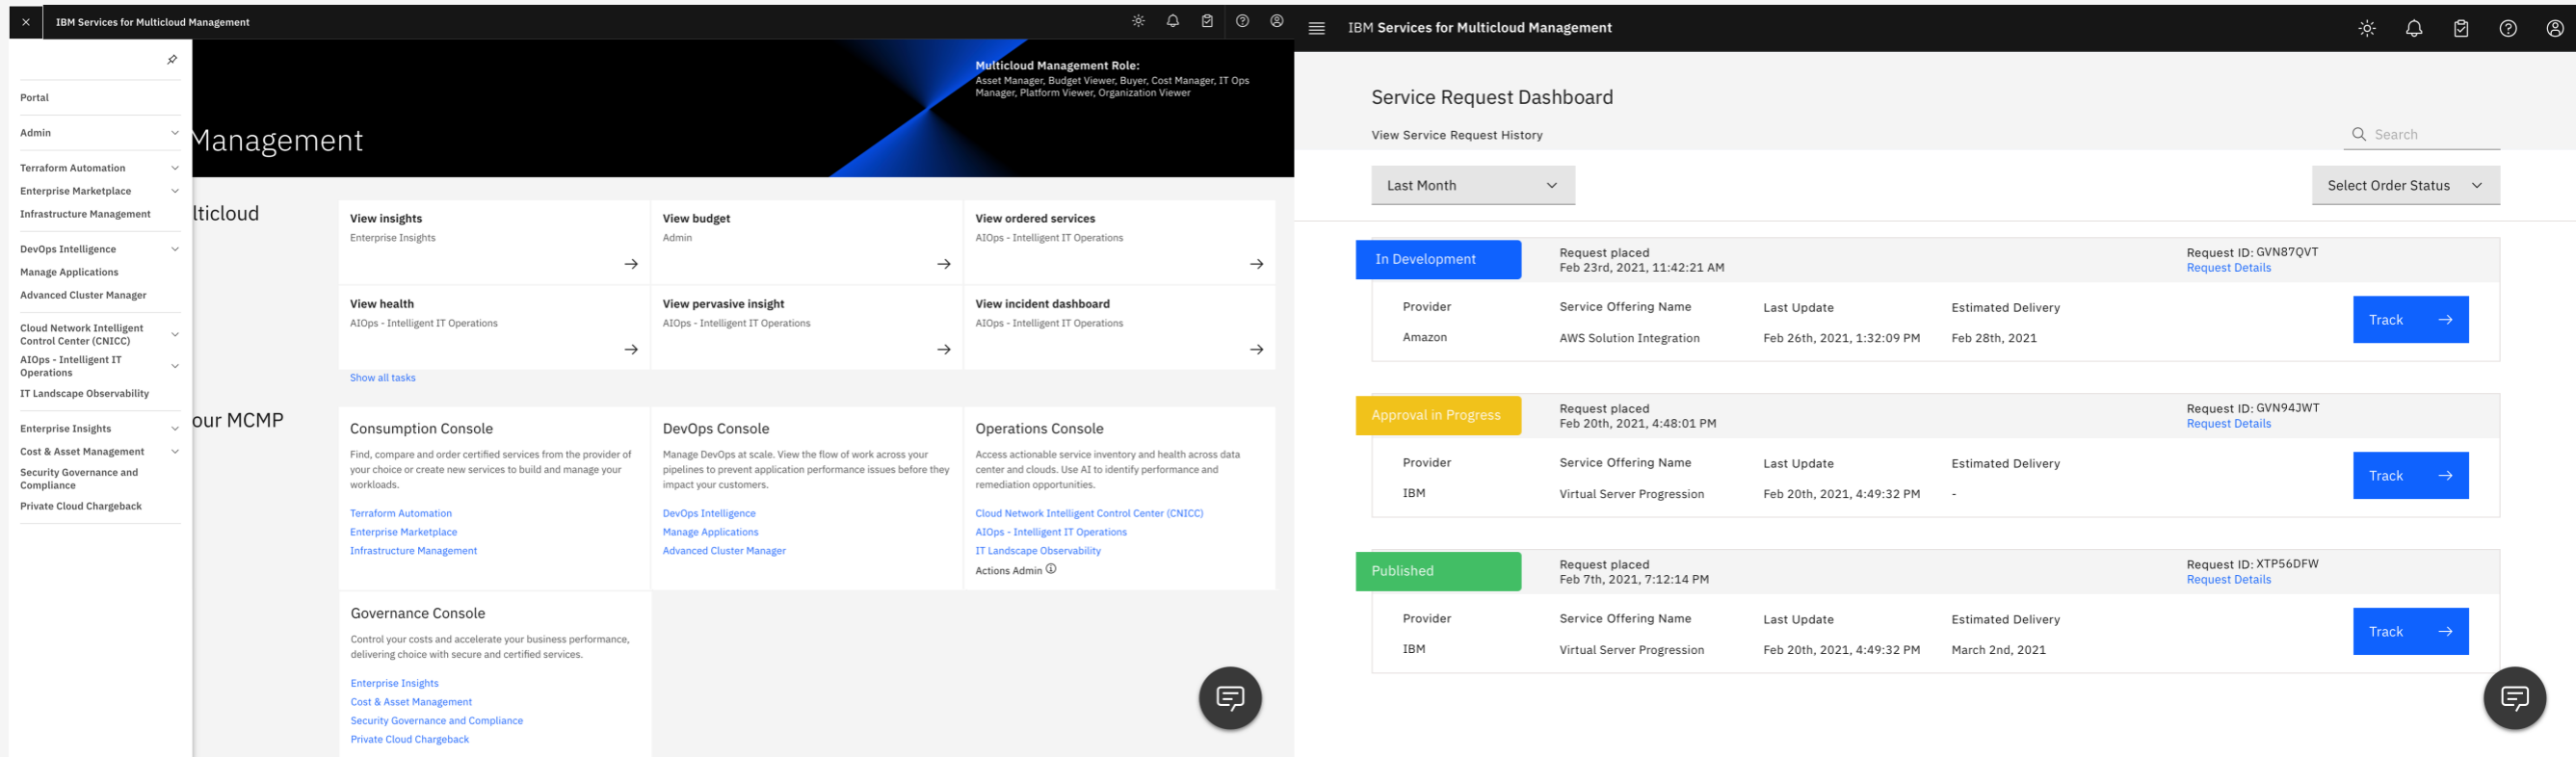 IBM Services for Multicloud Management
Portal
Admin
Terraform Automation
Enterprise Marketplace
Infrastructure Management
DevOps Intelligence
Manage Applications
Advanced Cluster Manager
Cloud Network Intelligent
Control Center (CNICC)
AIOps - Intelligent IT
Operations
IT Landscape Observability
Enterprise Insights
Cost & Asset Management
Security Governance and
Compliance
Private Cloud Chargeback
Management
Multicloud Management Role:
Asset Manager, Budget Viewer, Buyer, Cost Manager, IT Ops
Manager, Platform Viewer, Organization Viewer
lticloud
View insights
Enterprise Insights
View budget
Admin
View ordered services
AIOps - Intelligent IT Operations
View health
AIOps - Intelligent IT Operations
View pervasive insight
AIOps - Intelligent IT Operations
View incident dashboard
AIOps - Intelligent IT Operations
Show all tasks
our MCMP
Consumption Console
Find, compare and order certified services from the provider of
your choice or create new services to build and manage your
workloads.
Terraform Automation
Enterprise Marketplace
Infrastructure Management
DevOps Console
Manage DevOps at scale. View the flow of work across your
pipelines to prevent application performance issues before they
impact your customers.
DevOps Intelligence
Manage Applications
Advanced Cluster Manager
Operations Console
Access actionable service inventory and health across data
center and clouds. Use AI to identify performance and
remediation opportunities.
Cloud Network Intelligent Control Center (CNICC)
AIOps - Intelligent IT Operations
IT Landscape Observability
Actions Admin
Governance Console
Control your costs and accelerate your business performance,
delivering choice with secure and certified services.
Enterprise Insights
Cost & Asset Management
Security Governance and Compliance
Private Cloud Chargeback
IBM Services for Multicloud Management
Service Request Dashboard
View Service Request History
Search
Last Month
Select Order Status
In Development
Request placed
Feb 23rd, 2021, 11:42:21 AM
Request ID: GVN87QVT
Request Details
Provider Service Offering Name Last Update Estimated Delivery
Amazon AWS Solution Integration Feb 26th, 2021, 1:32:09 PM Feb 28th, 2021
Track
Approval in Progress
Request placed
Feb 20th, 2021, 4:48:01 PM
Request ID: GVN94JWT
Request Details
Provider Service Offering Name Last Update Estimated Delivery
IBM Virtual Server Progression Feb 20th, 2021, 4:49:32 PM -
Track
Published
Request placed
Feb 7th, 2021, 7:12:14 PM
Request ID: XTP56DFW
Request Details
Provider Service Offering Name Last Update Estimated Delivery
IBM Virtual Server Progression Feb 20th, 2021, 4:49:32 PM March 2nd, 2021
Track